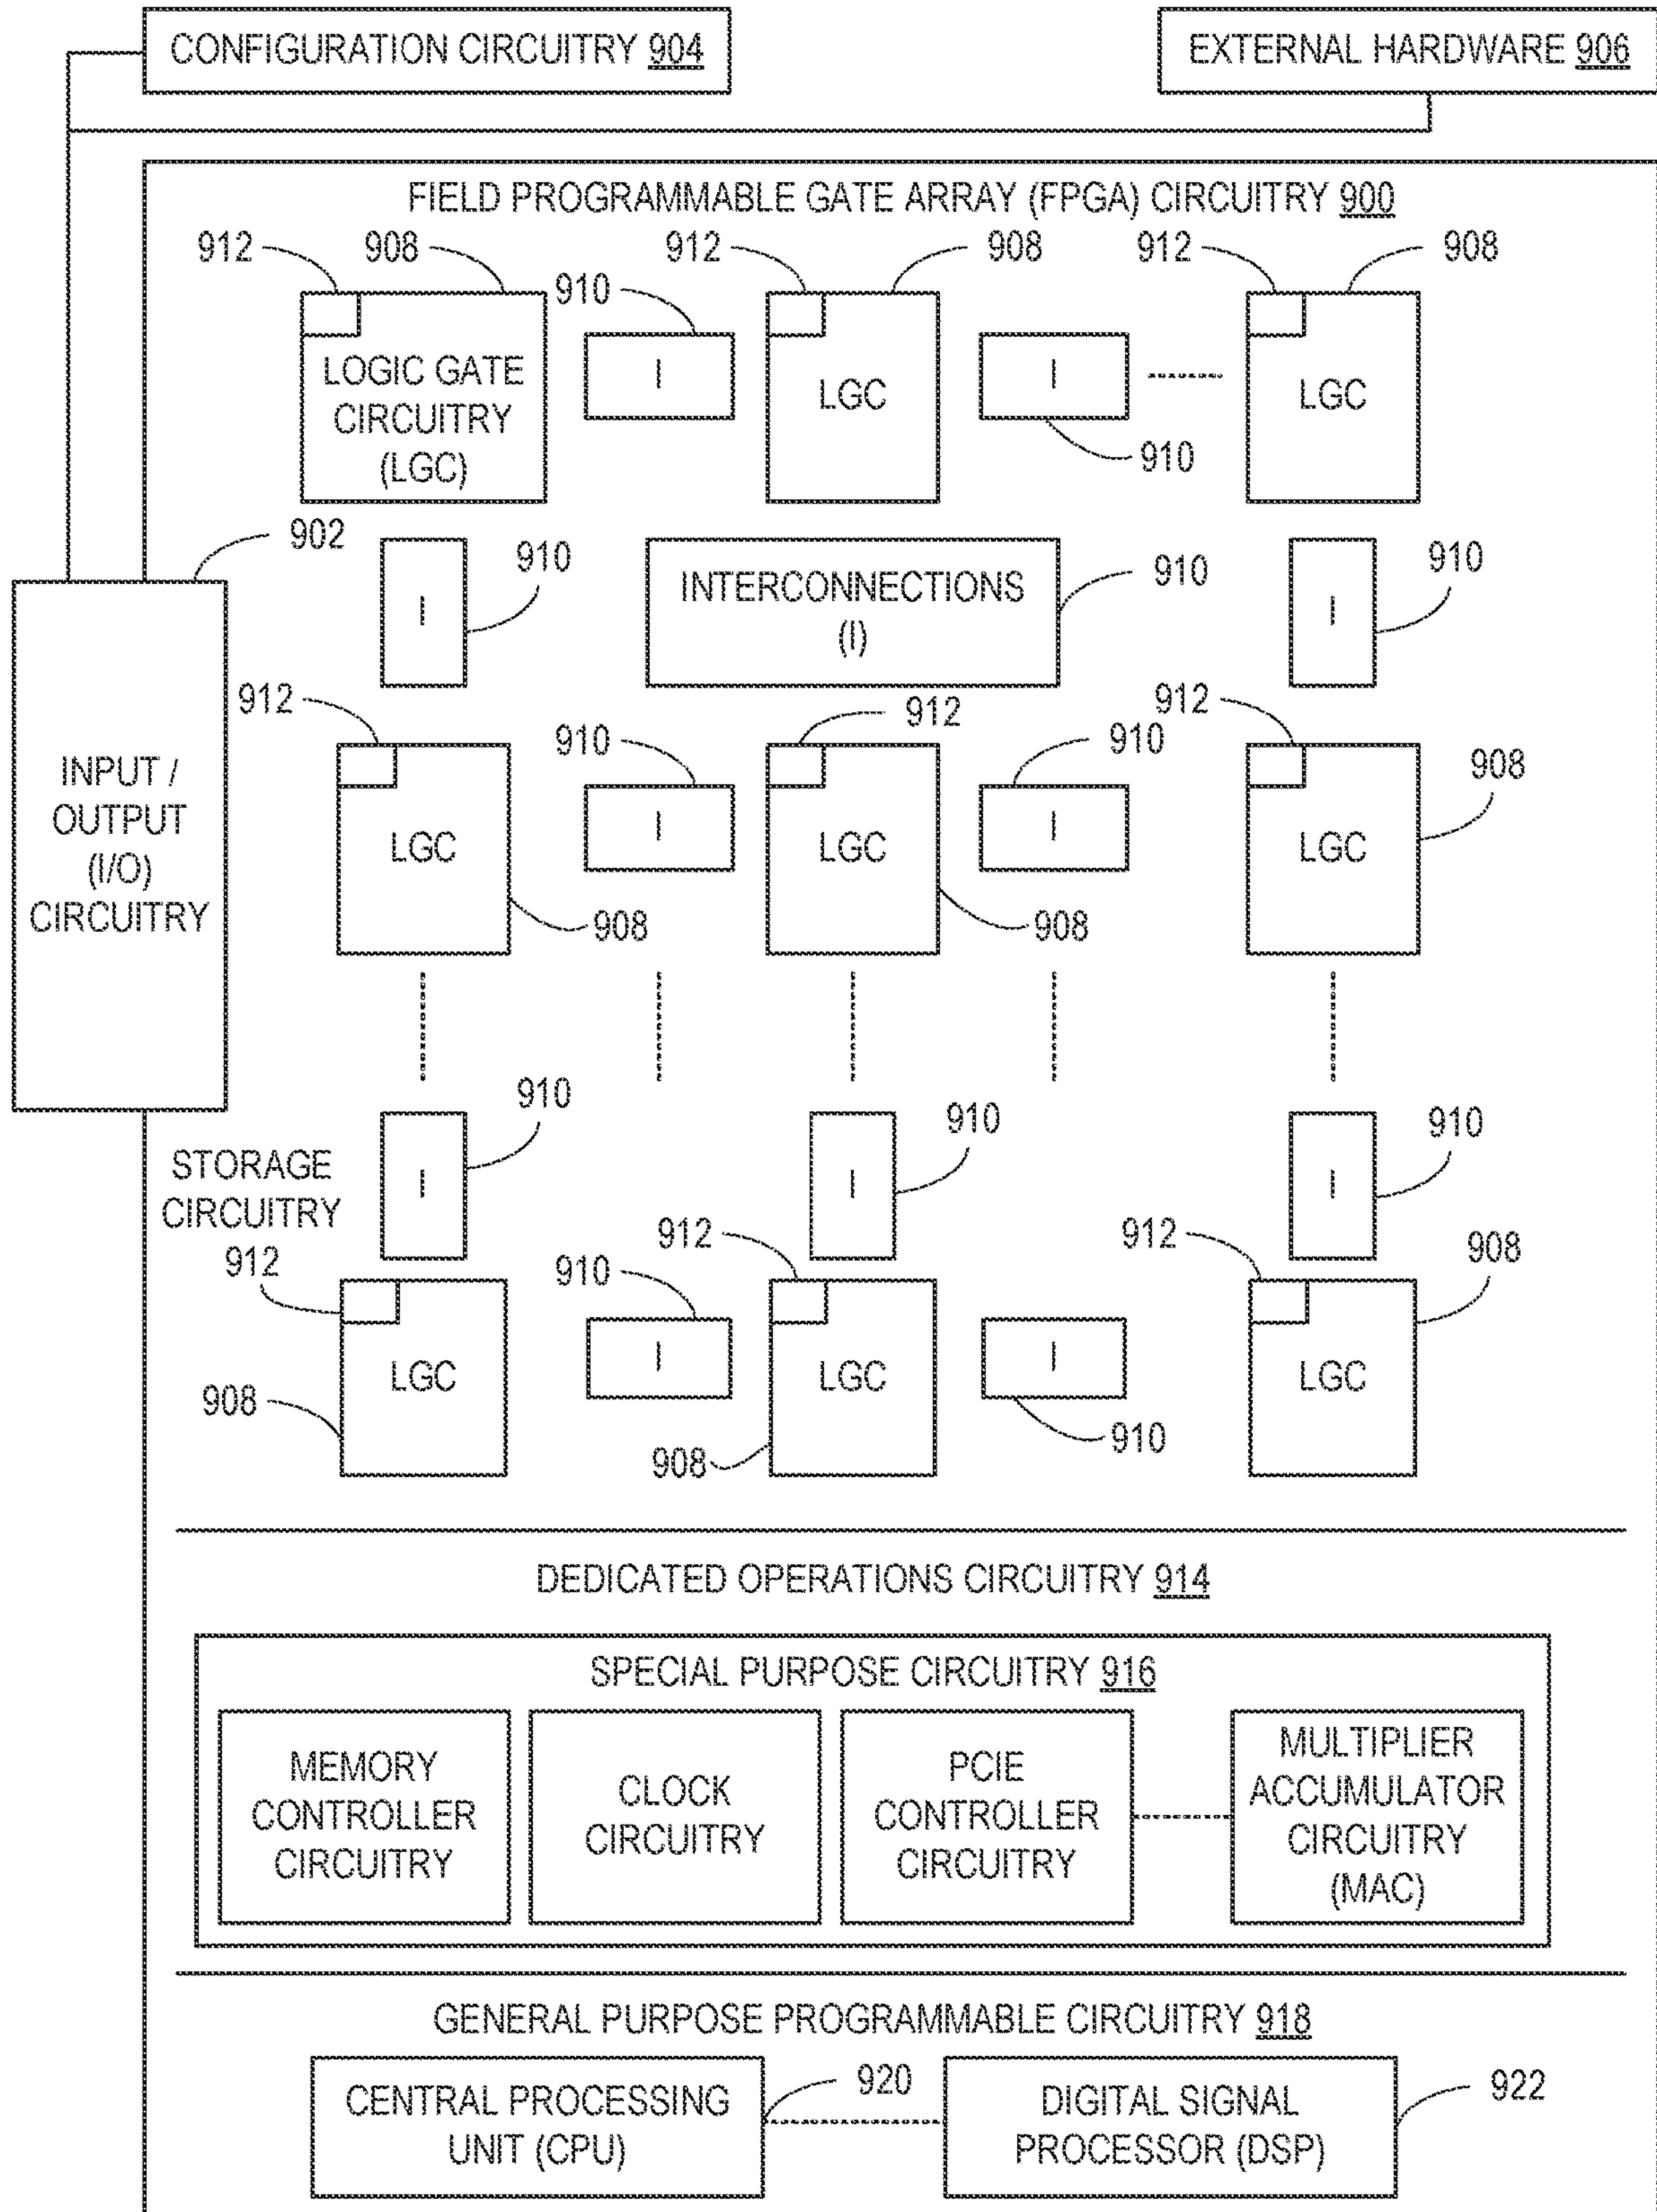 CONFIGURATION CIRCUITRY 904
EXTERNAL HARDWARE 906
FIELD PROGRAMMABLE GATE ARRAY (FPGA) CIRCUITRY 900
912
908
910
912
908
912
908
LOGIC GATE
CIRCUITRY
(LGC)
I
LGC
I
LGC
910
902
910
INTERCONNECTIONS
(I)
910
910
I
I
912
910
912
910
912
908
INPUT /
OUTPUT
(I/O)
CIRCUITRY
LGC
I
LGC
I
LGC
908
908
910
910
910
STORAGE
CIRCUITRY
912
I
I
I
910
912
912
908
LGC
I
LGC
I
LGC
908
908
910
DEDICATED OPERATIONS CIRCUITRY 914
SPECIAL PURPOSE CIRCUITRY 916
MEMORY
CONTROLLER
CIRCUITRY
CLOCK
CIRCUITRY
PCIE
CONTROLLER
CIRCUITRY
MULTIPLIER
ACCUMULATOR
CIRCUITRY
(MAC)
GENERAL PURPOSE PROGRAMMABLE CIRCUITRY 918
CENTRAL PROCESSING
UNIT (CPU)
920
DIGITAL SIGNAL
PROCESSOR (DSP)
922